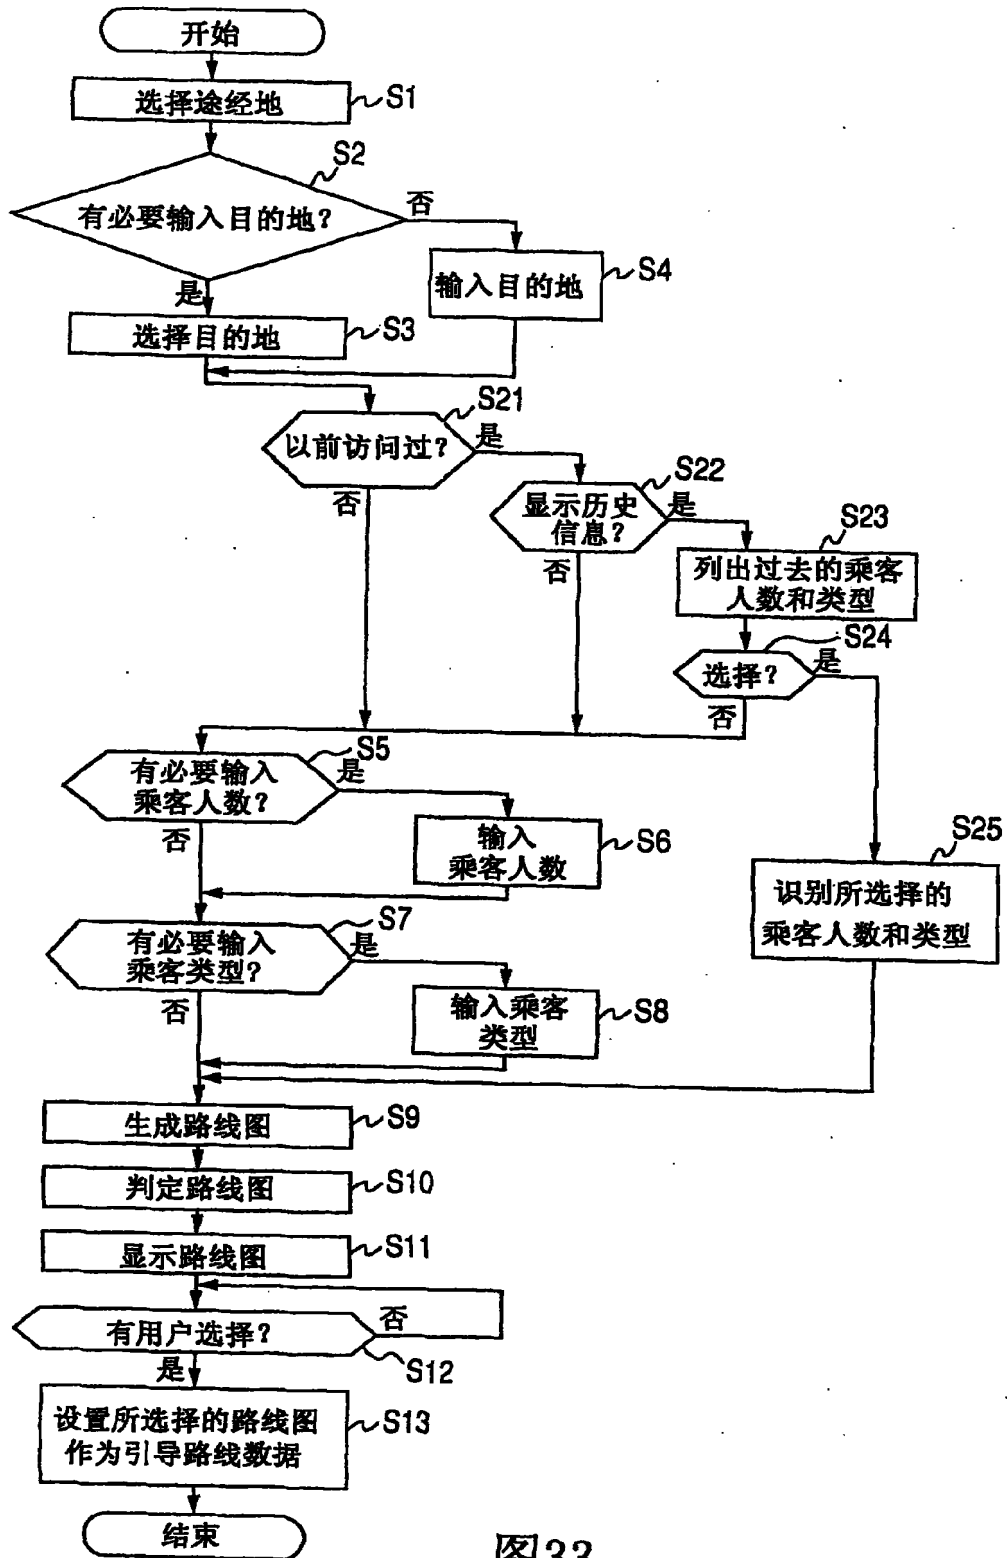 开始
选择途经地
S1
S2
有必要输入目的地？
否
是
输入目的地
S4
选择目的地
S3
S21
以前访问过？
是
否
S22
显示历史
信息？
是
否
S23
列出过去的乘客
人数和类型
S24
选择？
是
否
S5
有必要输入
乘客人数？
是
否
输入
乘客人数
S6
S25
识别所选择的
乘客人数和类型
S7
有必要输入
乘客类型？
是
否
输入乘客
类型
S8
生成路线图
S9
判定路线图
S10
显示路线图
S11
有用户选择？
否
是
S12
设置所选择的路线图
作为引导路线数据
S13
结束
图33